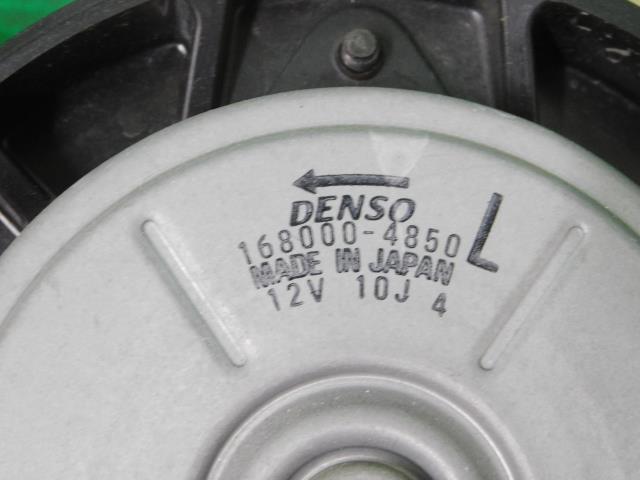 DENSO
168000-4850 L
MADE IN JAPAN
12V 10J 4